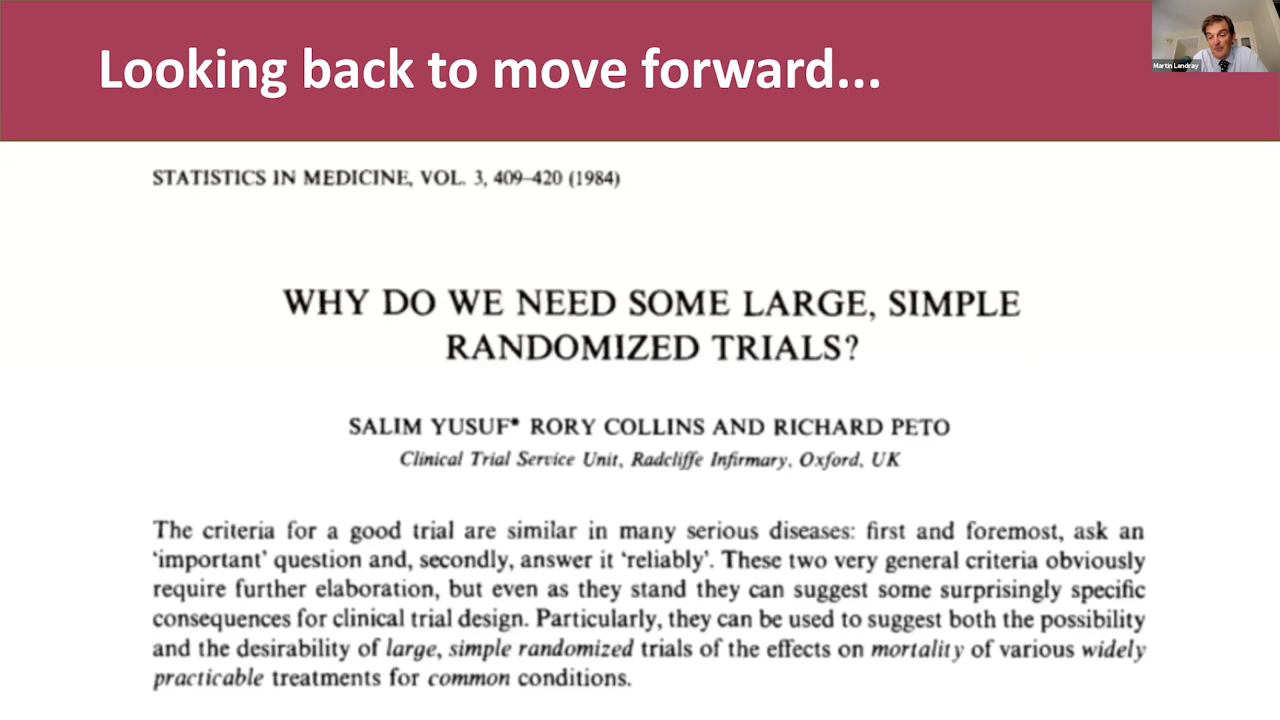 Looking back to move forward...
Martin Landray
STATISTICS IN MEDICINE, VOL. 3, 409–420 (1984)
WHY DO WE NEED SOME LARGE, SIMPLE
RANDOMIZED TRIALS?
SALIM YUSUF* RORY COLLINS AND RICHARD PETO
Clinical Trial Service Unit, Radcliffe Infirmary, Oxford, UK
The criteria for a good trial are similar in many serious diseases: first and foremost, ask an
‘important’ question and, secondly, answer it ‘reliably’. These two very general criteria obviously
require further elaboration, but even as they stand they can suggest some surprisingly specific
consequences for clinical trial design. Particularly, they can be used to suggest both the possibility
and the desirability of large, simple randomized trials of the effects on mortality of various widely
practicable treatments for common conditions.